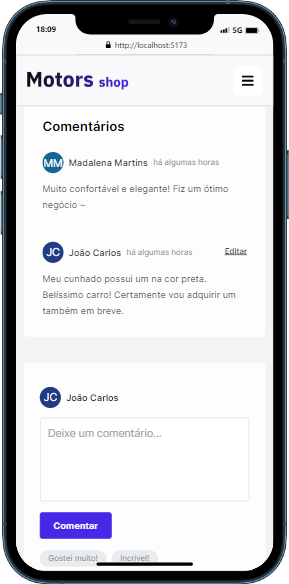 18:09
5G
http://localhost:5173
Motors shop
Comentários
MM Madalena Martins há algumas horas
Muito confortável e elegante! Fiz um ótimo
negócio ~
JC João Carlos há algumas horas Editar
Meu cunhado possui um na cor preta.
Belíssimo carro! Certamente vou adquirir um
também em breve.
JC João Carlos
Deixe um comentário...
Comentar
Gostei muito! Incrível!